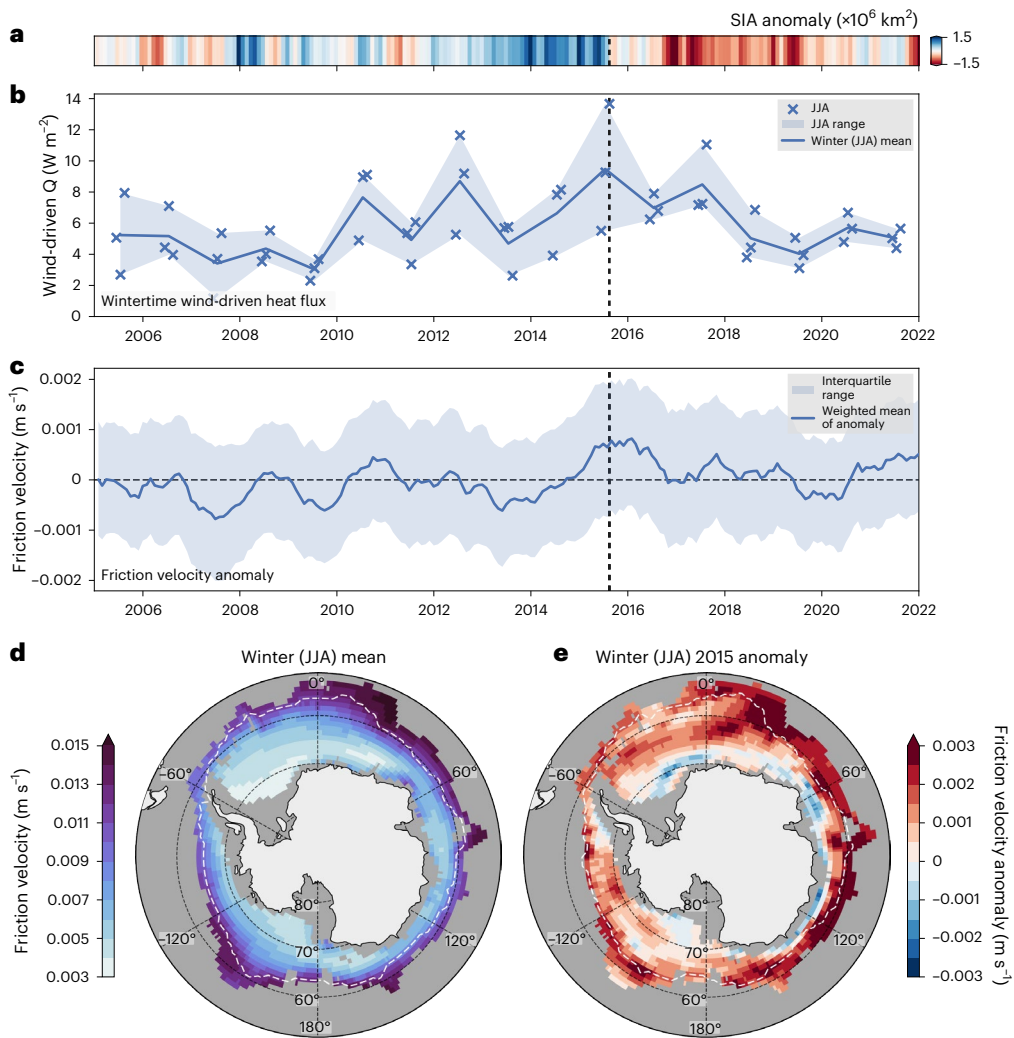 SIA anomaly (×10⁶ km²)
a
1.5
−1.5
b
14
12
10
8
6
4
2
0
Wind-driven Q (W m⁻²)
JJA
JJA range
Winter (JJA) mean
Wintertime wind-driven heat flux
2006 2008 2010 2012 2014 2016 2018 2020 2022
c
0.002
0.001
0
−0.001
−0.002
Friction velocity (m s⁻¹)
Interquartile
range
Weighted mean
of anomaly
Friction velocity anomaly
2006 2008 2010 2012 2014 2016 2018 2020 2022
d
Winter (JJA) mean
0.015
0.013
0.011
0.009
0.007
0.005
0.003
Friction velocity (m s⁻¹)
0°
−60°
60°
−120°
120°
80°
70°
60°
180°
e
Winter (JJA) 2015 anomaly
0°
−60°
60°
−120°
120°
80°
70°
60°
180°
0.003
0.002
0.001
0
−0.001
−0.002
−0.003
Friction velocity anomaly (m s⁻¹)